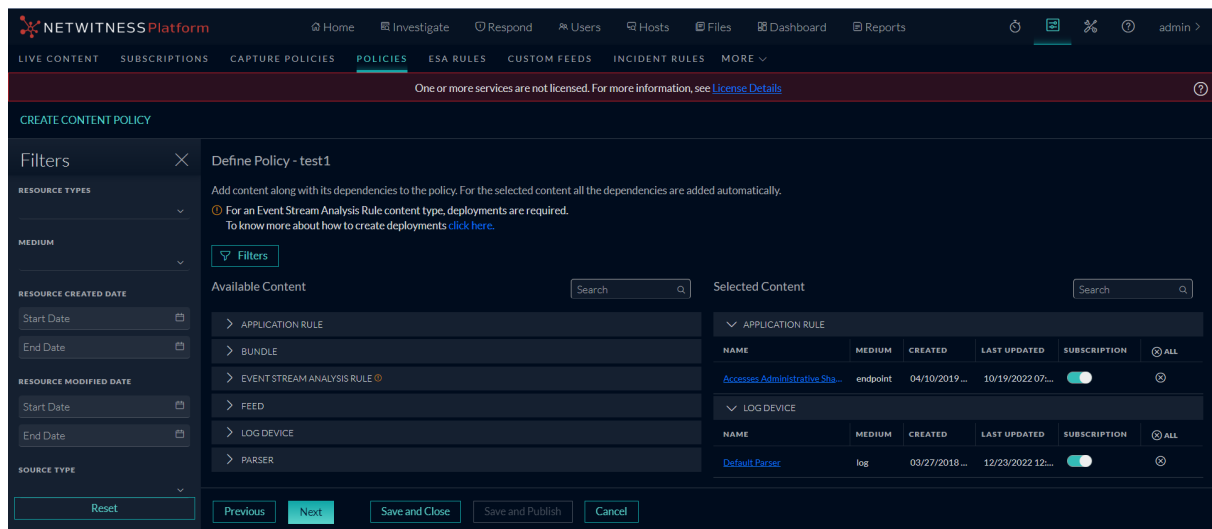 NETWITNESS Platform
Home Investigate Respond Users Hosts Files Dashboard Reports admin >
LIVE CONTENT SUBSCRIPTIONS CAPTURE POLICIES POLICIES ESA RULES CUSTOM FEEDS INCIDENT RULES MORE
One or more services are not licensed. For more information, see License Details
CREATE CONTENT POLICY
Filters
RESOURCE TYPES
MEDIUM
RESOURCE CREATED DATE
Start Date
End Date
RESOURCE MODIFIED DATE
Start Date
End Date
SOURCE TYPE
Reset
Define Policy - test1
Add content along with its dependencies to the policy. For the selected content all the dependencies are added automatically.
For an Event Stream Analysis Rule content type, deployments are required.
To know more about how to create deployments click here.
Filters
Available Content
Search
APPLICATION RULE
BUNDLE
EVENT STREAM ANALYSIS RULE
FEED
LOG DEVICE
PARSER
Selected Content
Search
APPLICATION RULE
NAME MEDIUM CREATED LAST UPDATED SUBSCRIPTION ALL
Accesses Administrative Sha... endpoint 04/10/2019 ... 10/19/2022 07:...
LOG DEVICE
NAME MEDIUM CREATED LAST UPDATED SUBSCRIPTION ALL
Default Parser log 03/27/2018 ... 12/23/2022 12:...
Previous Next Save and Close Save and Publish Cancel